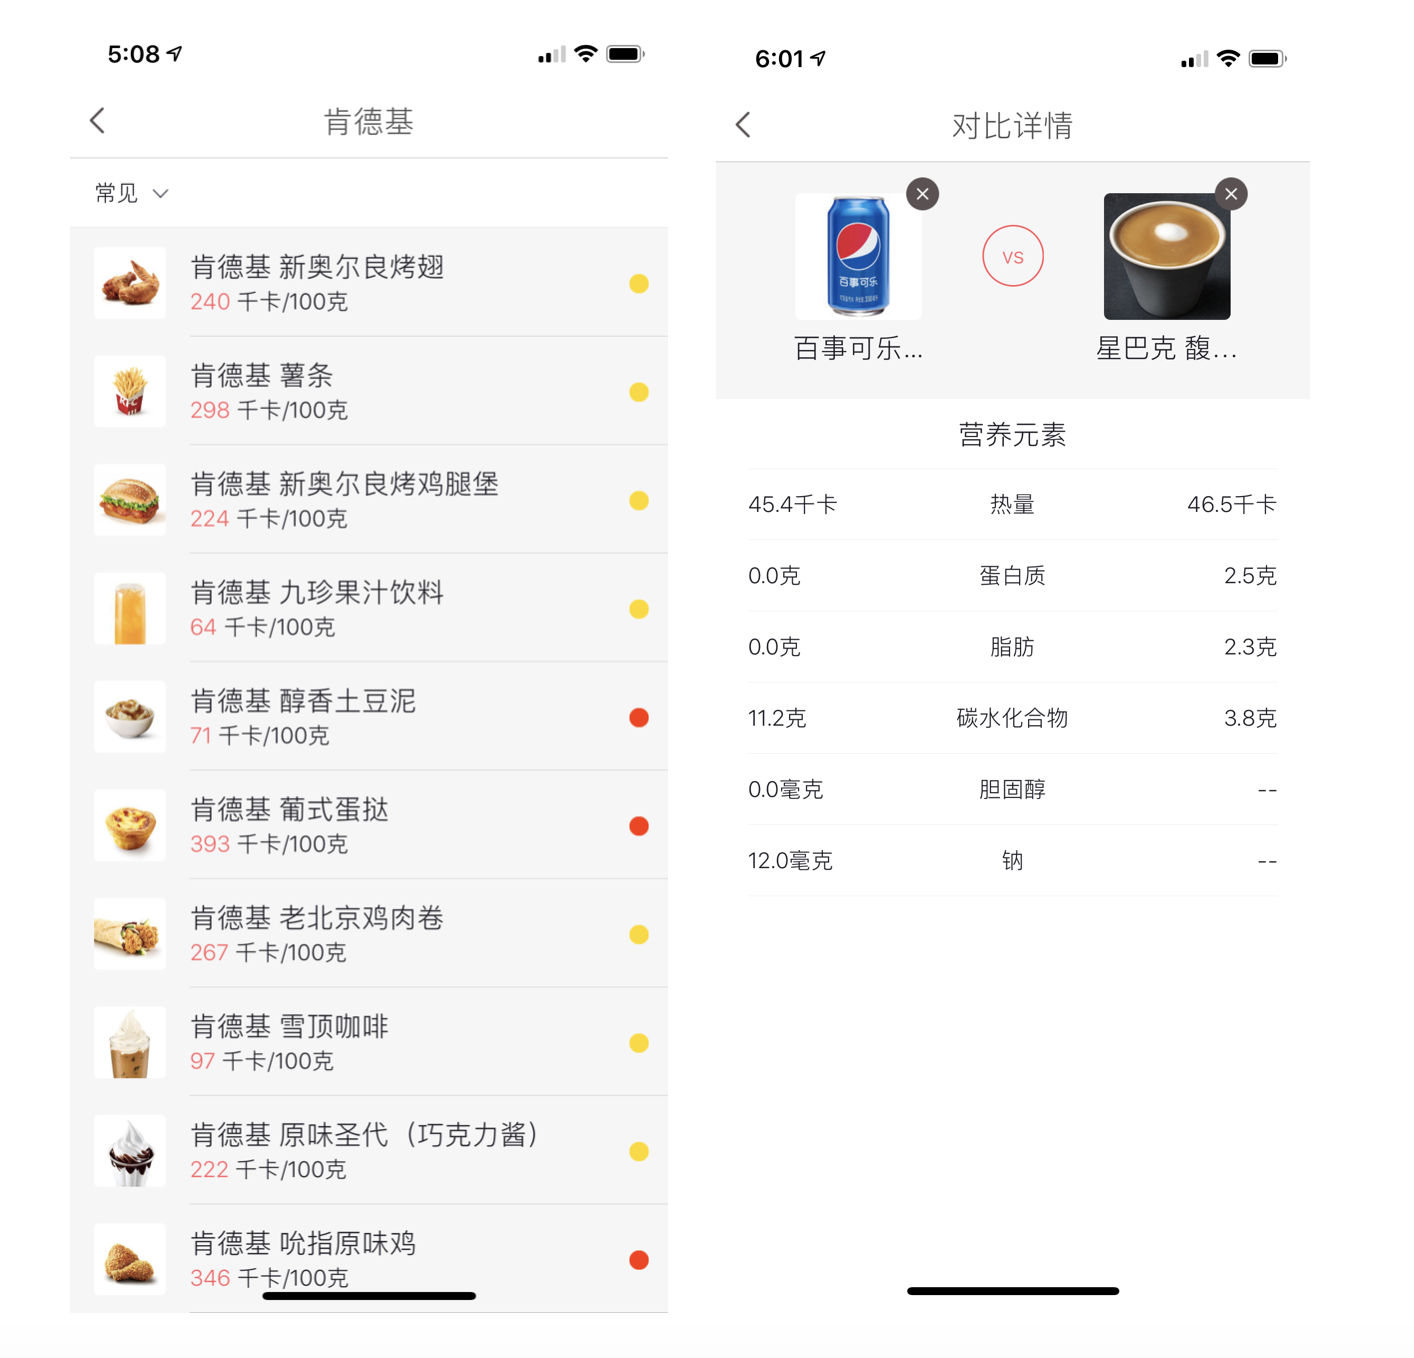 5:08
肯德基
常见
肯德基 新奥尔良烤翅
240 千卡/100克
肯德基 薯条
298 千卡/100克
肯德基 新奥尔良烤鸡腿堡
224 千卡/100克
肯德基 九珍果汁饮料
64 千卡/100克
肯德基 醇香土豆泥
71 千卡/100克
肯德基 葡式蛋挞
393 千卡/100克
肯德基 老北京鸡肉卷
267 千卡/100克
肯德基 雪顶咖啡
97 千卡/100克
肯德基 原味圣代（巧克力酱）
222 千卡/100克
肯德基 吮指原味鸡
346 千卡/100克
6:01
对比详情
百事可乐
VS
百事可乐...
星巴克 馥...
营养元素
45.4千卡 热量 46.5千卡
0.0克 蛋白质 2.5克
0.0克 脂肪 2.3克
11.2克 碳水化合物 3.8克
0.0毫克 胆固醇 --
12.0毫克 钠 --